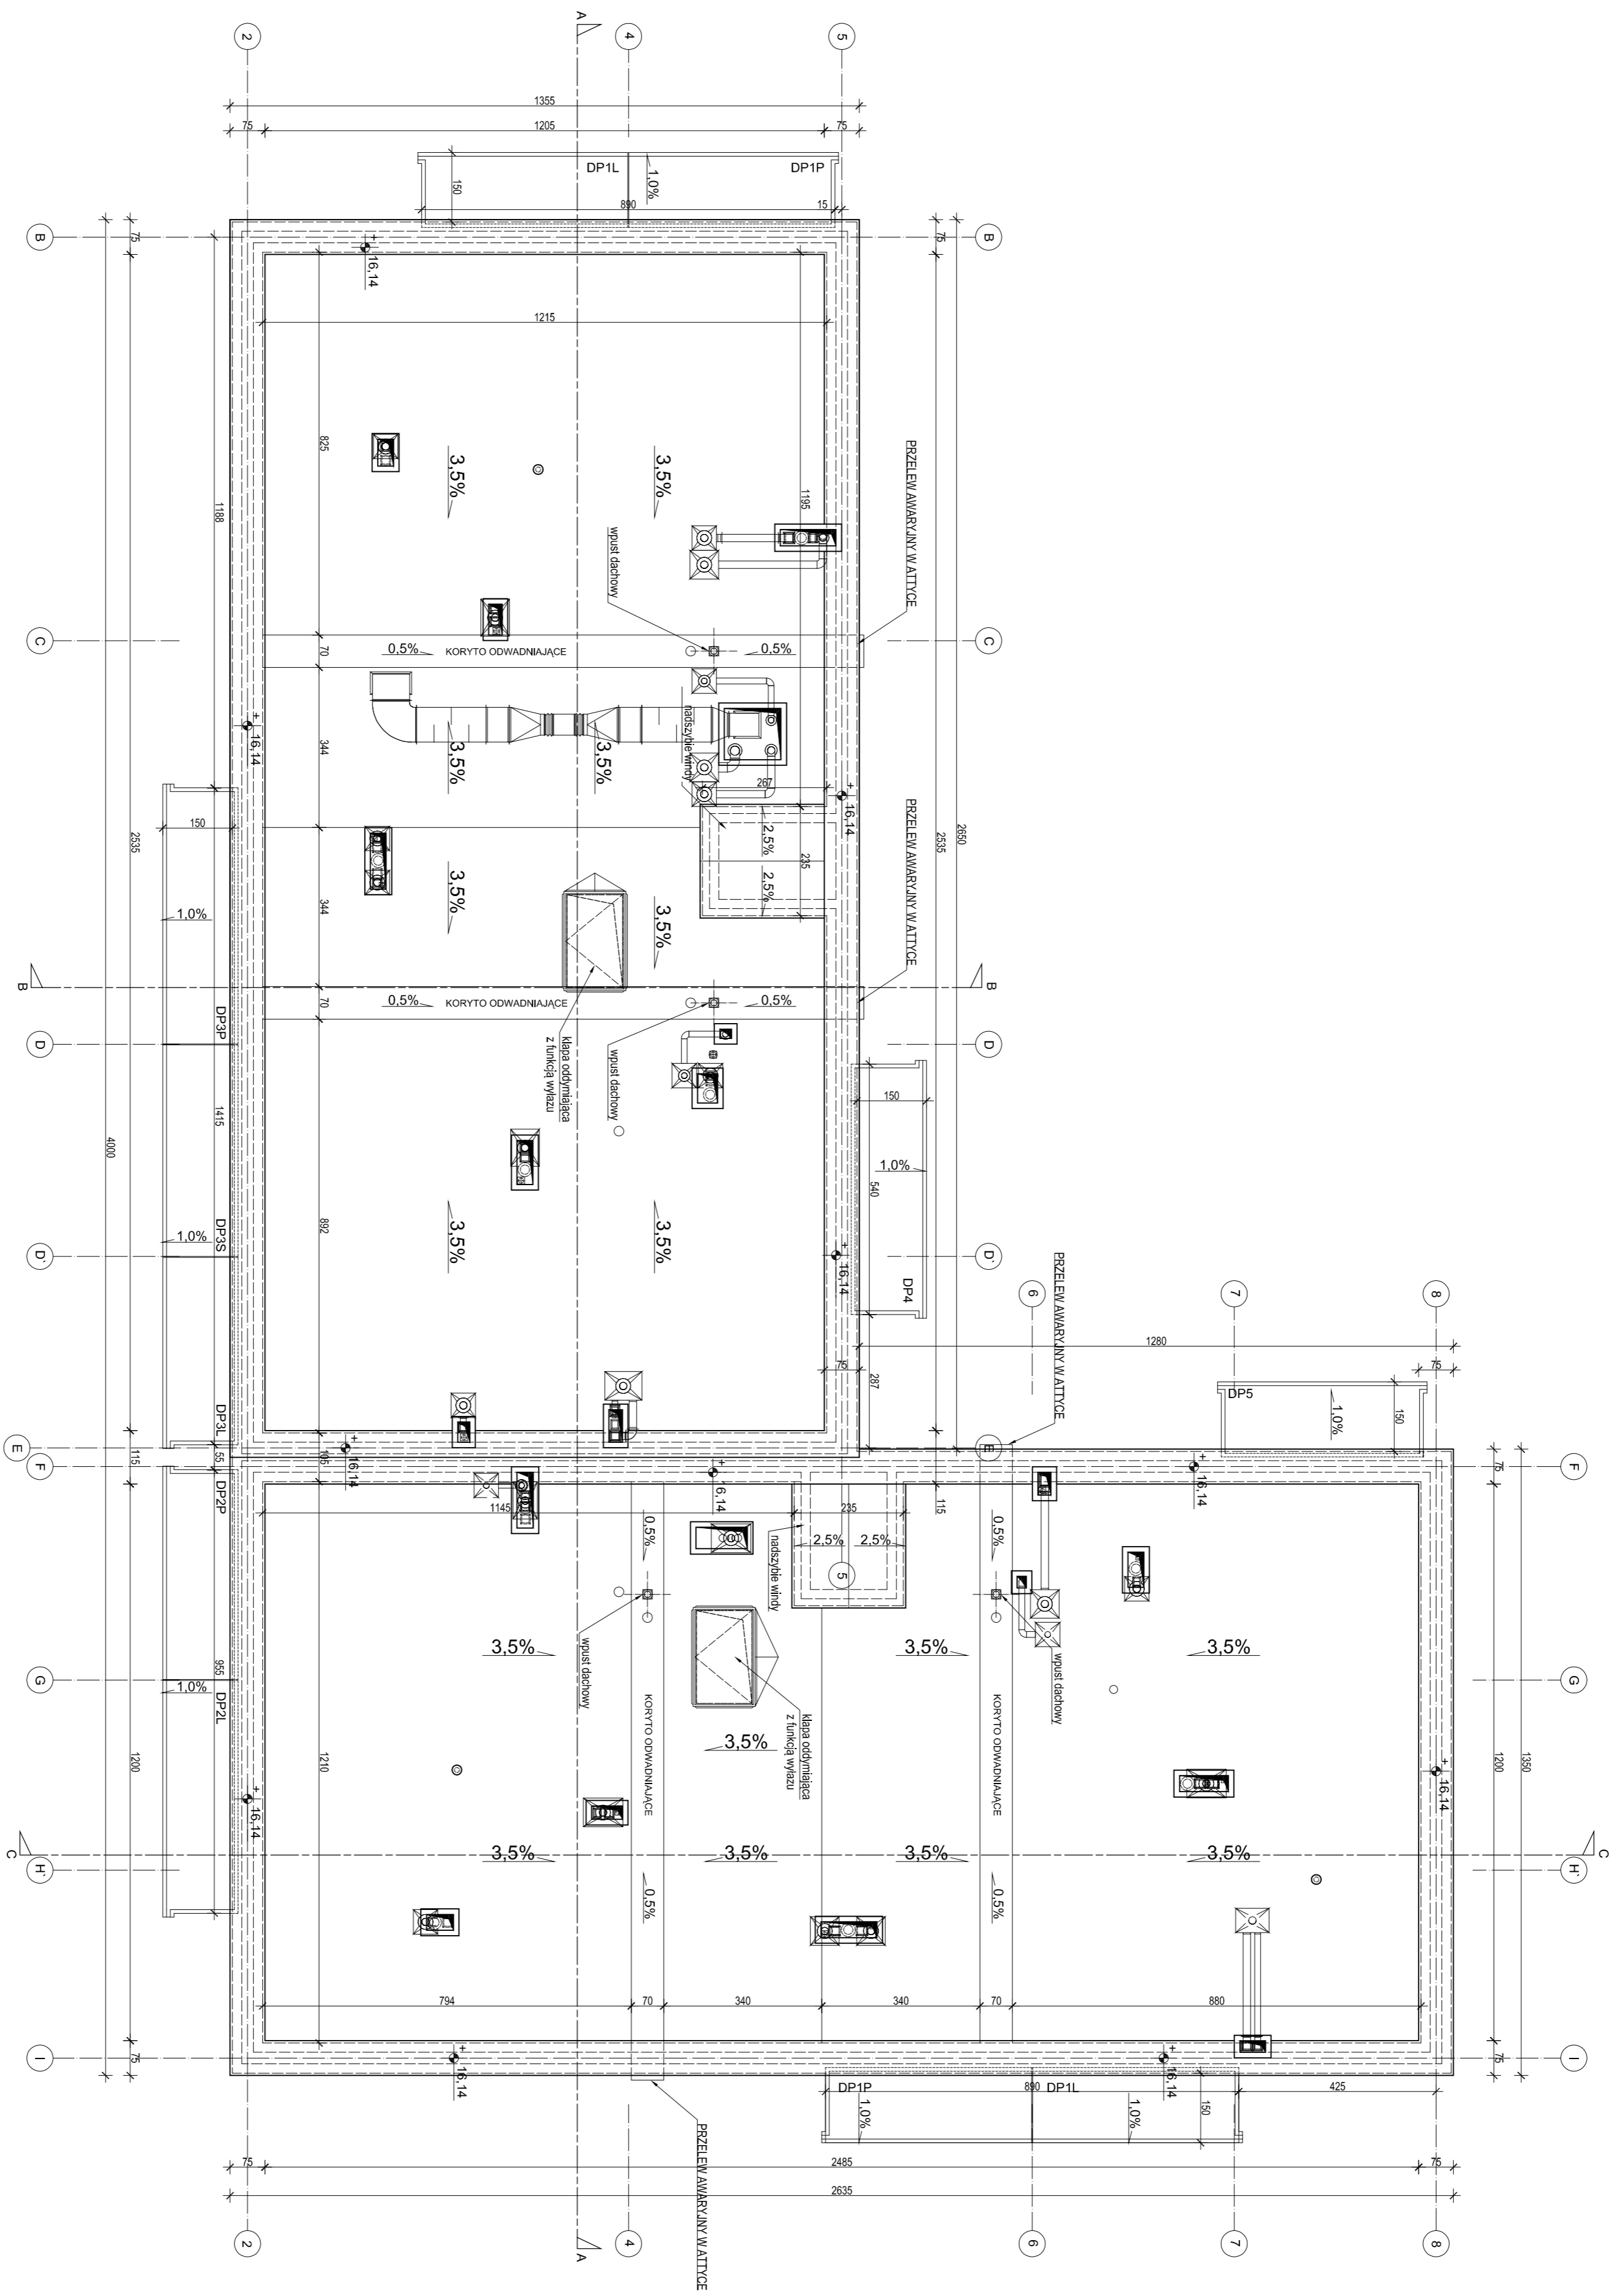 A
2
4
5
1355
75
1205
75
DP1L
1,0%
DP1P
150
890
15
B
75
75
B
+
16,14
1215
825
1195
3,5%
3,5%
PRZELEW AWARYJNY W ATTYCE
wpust dachowy
1188
C
0,5%
KORYTO ODWADNIAJĄCE
70
0,5%
C
nadszybie windy
3,5%
3,5%
344
267
+
16,14
+
16,14
PRZELEW AWARYJNY W ATTYCE
2535
2535
2650
150
2,5%
235
2,5%
344
3,5%
3,5%
1,0%
B
B
0,5%
KORYTO ODWADNIAJĄCE
70
0,5%
klapa oddymiająca
z funkcją wyłazu
wpust dachowy
DP3P
D
D
1415
4000
150
1,0%
540
892
3,5%
3,5%
DP3S
1,0%
D`
D`
+
16,14
DP4
PRZELEW AWARYJNY W ATTYCE
6
7
8
1280
75
75
287
DP5
1,0%
150
DP3L
E
E
55
115
105
F
F
75
1350
+
16,14
+
16,14
+
16,14
DP2P
1145
235
115
0,5%
2,5%
2,5%
0,5%
nadszybie windy
5
wpust dachowy
wpust dachowy
3,5%
3,5%
3,5%
955
G
G
1,0%
DP2L
KORYTO ODWADNIAJĄCE
KORYTO ODWADNIAJĄCE
klapa oddymiająca
z funkcją wyłazu
3,5%
1200
1210
1200
+
16,14
+
16,14
3,5%
3,5%
3,5%
3,5%
C
C
H`
H`
0,5%
0,5%
794
70
340
340
70
880
I
75
75
I
+
16,14
+
16,14
DP1P
890
DP1L
425
1,0%
1,0%
150
PRZELEW AWARYJNY W ATTYCE
75
2485
75
2635
2
A
4
6
7
8